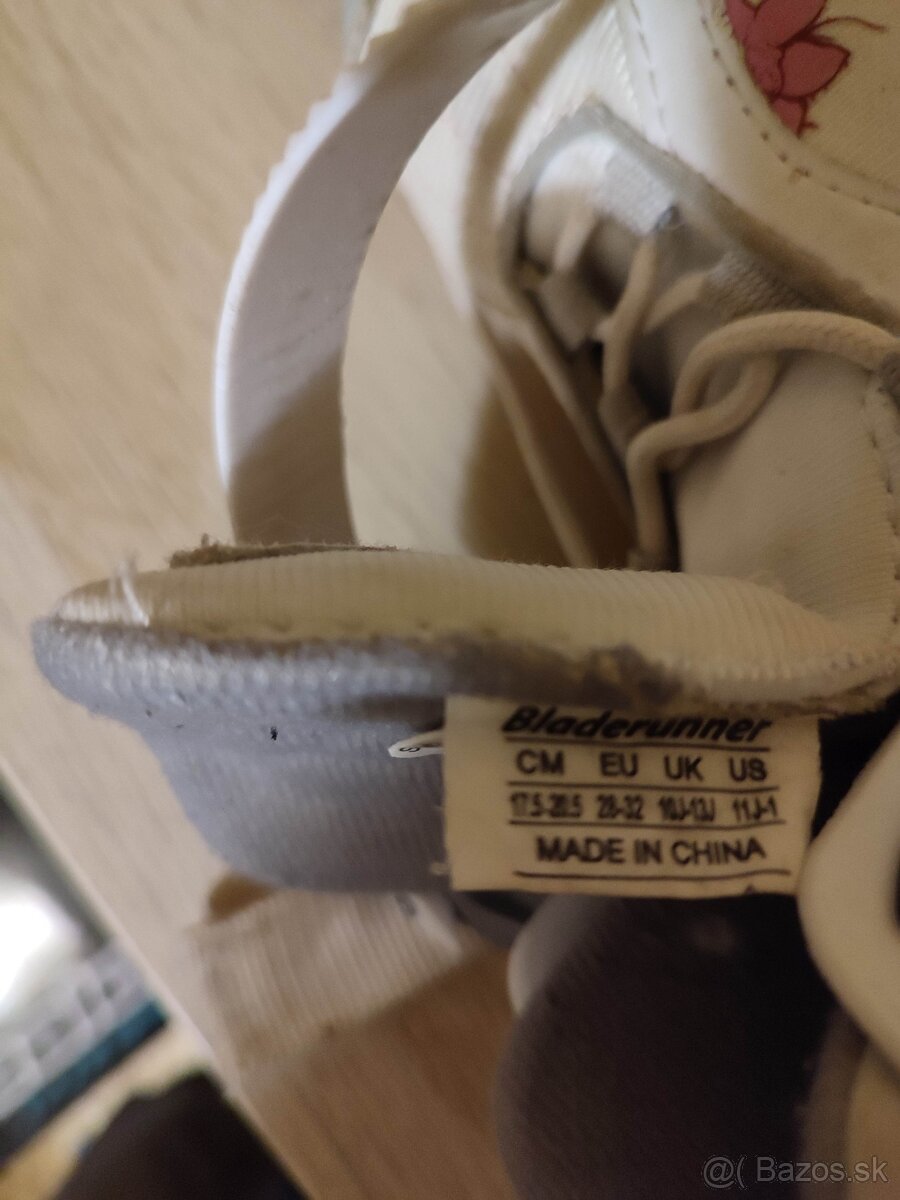 Bladerunner
CM EU UK US
17.5-20.5 28-32 10J-13J 11J-1
MADE IN CHINA
@( Bazos.sk